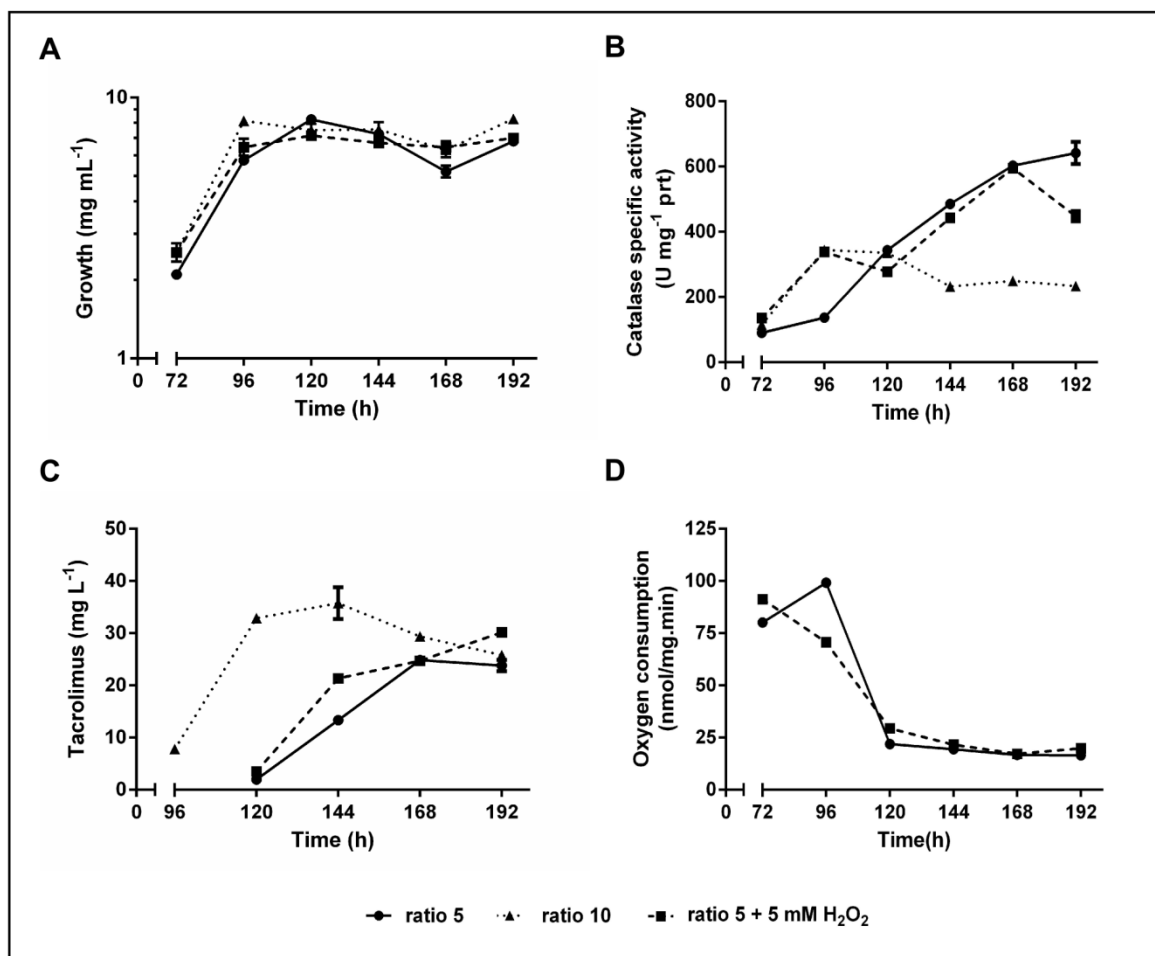 A
Growth (mg mL⁻¹)
10
1
0 72 96 120 144 168 192
Time (h)
B
Catalase specific activity
(U mg⁻¹ prt)
800
600
400
200
0
0 72 96 120 144 168 192
Time (h)
C
Tacrolimus (mg L⁻¹)
50
40
30
20
10
0
0 96 120 144 168 192
Time (h)
D
Oxygen consumption
(nmol/mg.min)
125
100
75
50
25
0
0 72 96 120 144 168 192
Time(h)
ratio 5 ratio 10 ratio 5 + 5 mM H₂O₂